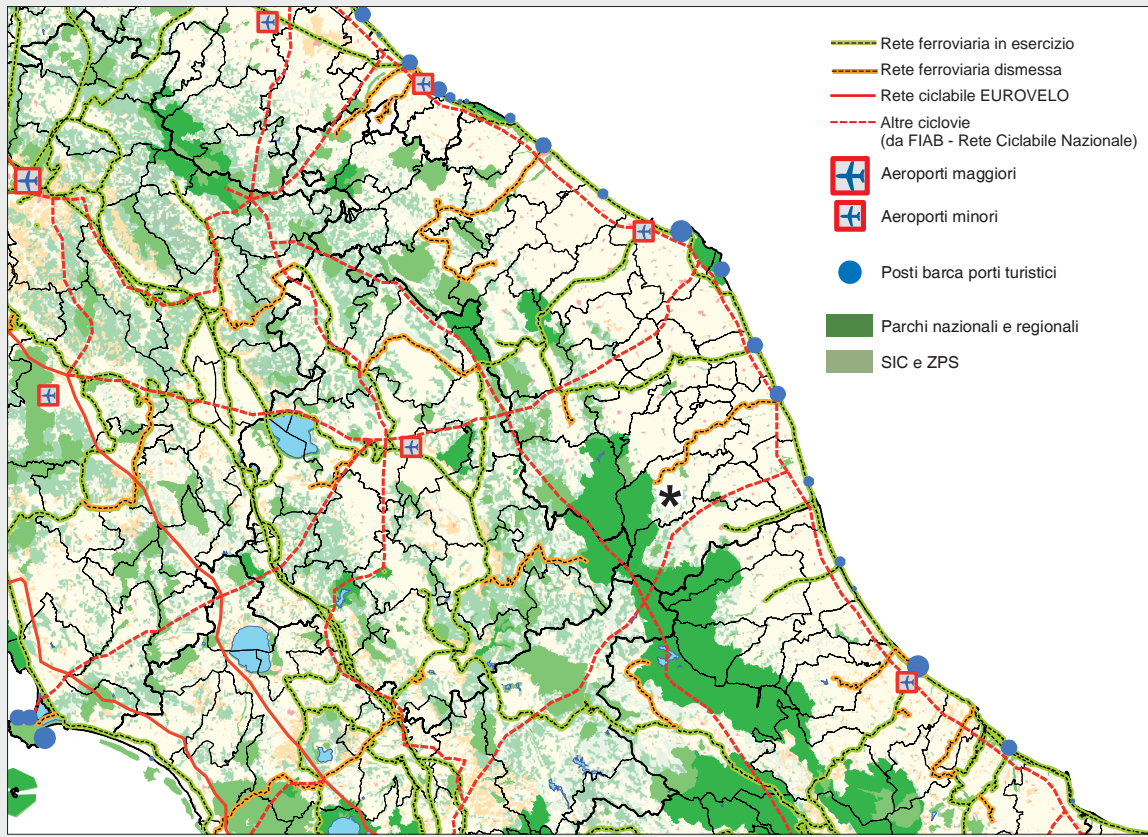 Rete ferroviaria in esercizio
Rete ferroviaria dismessa
Rete ciclabile EUROVELO
Altre ciclovie
(da FIAB - Rete Ciclabile Nazionale)
Aeroporti maggiori
Aeroporti minori
Posti barca porti turistici
Parchi nazionali e regionali
SIC e ZPS
*